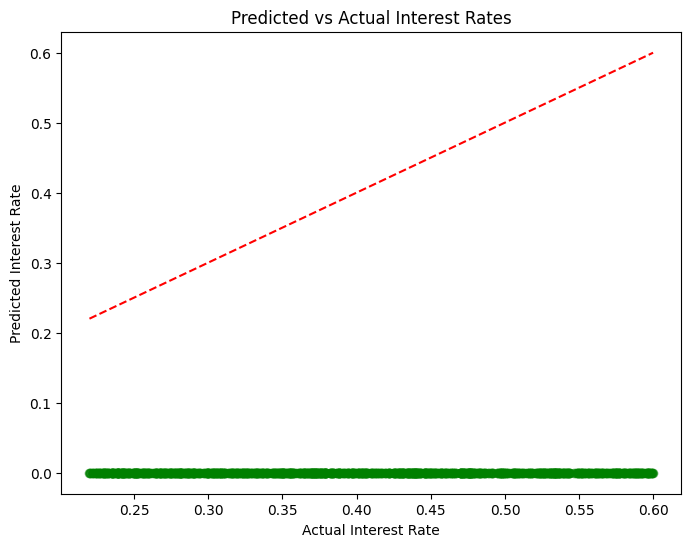 Predicted vs Actual Interest Rates
Predicted Interest Rate
0.6
0.5
0.4
0.3
0.2
0.1
0.0
0.25 0.30 0.35 0.40 0.45 0.50 0.55 0.60
Actual Interest Rate